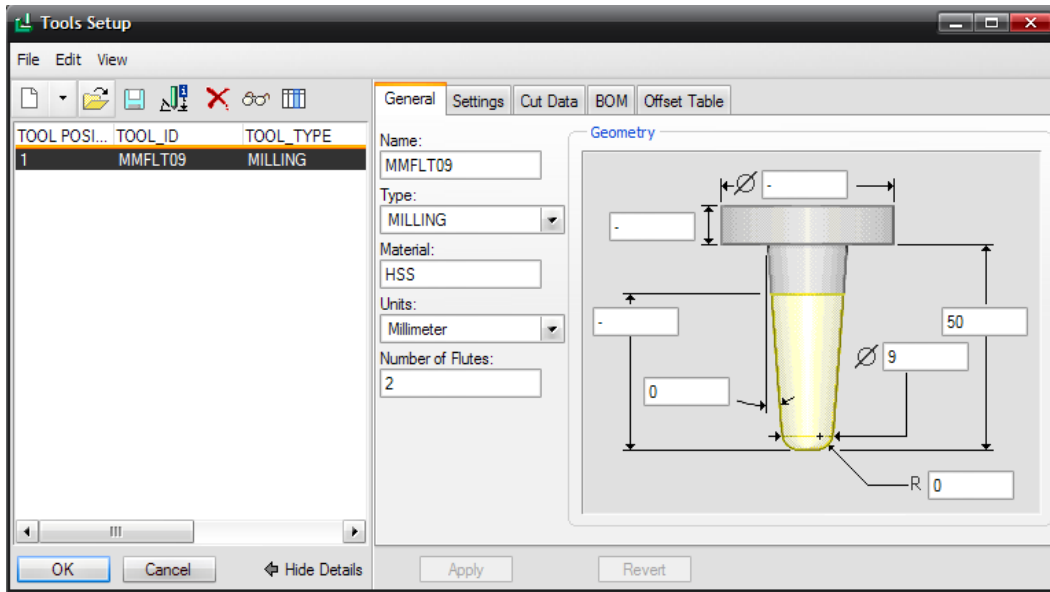 Tools Setup
File Edit View
General Settings Cut Data BOM Offset Table
TOOL POSI... TOOL_ID TOOL_TYPE
1 MMFLT09 MILLING
Name:
MMFLT09
Type:
MILLING
Material:
HSS
Units:
Millimeter
Number of Flutes:
2
Geometry
Ø -
-
-
50
Ø 9
0
R 0
OK Cancel Hide Details Apply Revert